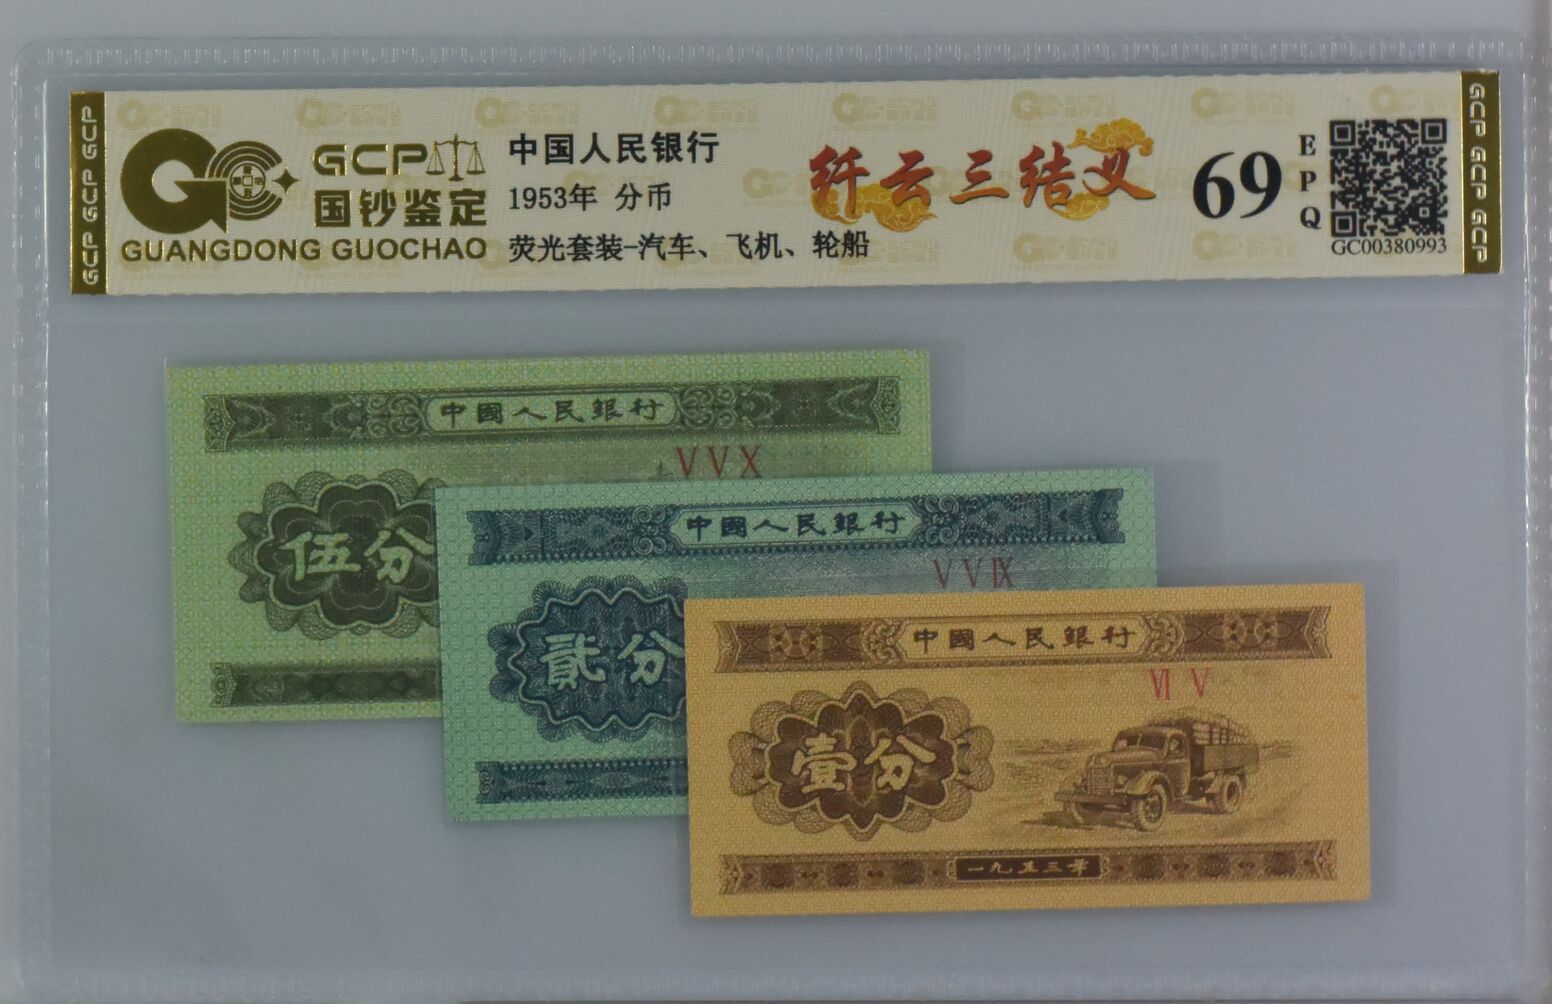 GCP GCP GCP
GCP
国钞鉴定
GUANGDONG GUOCHAO
中国人民银行
1953年 分币
荧光套装-汽车、飞机、轮船
纤云三结义
69
EPQ
GC00380993
GCP GCP GCP
中國人民銀行
VVX
伍分
中國人民銀行
VVIX
貳分
中國人民銀行
VI V
壹分
一九五三年